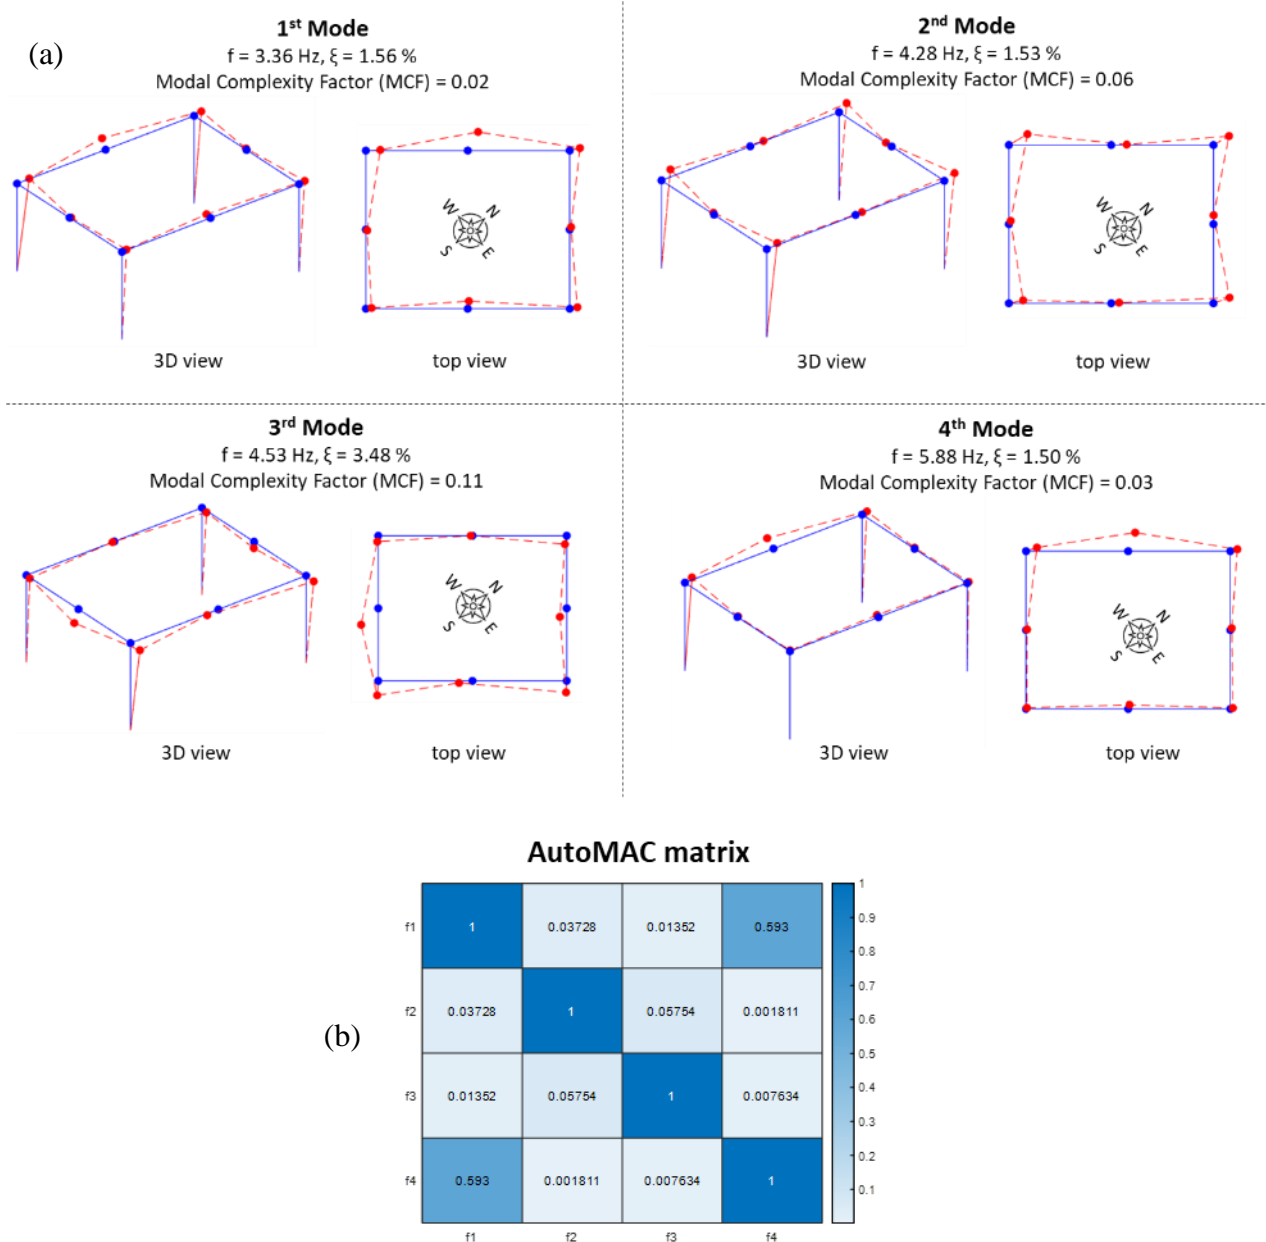 (a)
1st Mode
f = 3.36 Hz, ξ = 1.56 %
Modal Complexity Factor (MCF) = 0.02
W N
S E
3D view
top view
2nd Mode
f = 4.28 Hz, ξ = 1.53 %
Modal Complexity Factor (MCF) = 0.06
W N
S E
3D view
top view
3rd Mode
f = 4.53 Hz, ξ = 3.48 %
Modal Complexity Factor (MCF) = 0.11
W N
S E
3D view
top view
4th Mode
f = 5.88 Hz, ξ = 1.50 %
Modal Complexity Factor (MCF) = 0.03
W N
S E
3D view
top view
(b)
AutoMAC matrix
f1 1 0.03728 0.01352 0.593
f2 0.03728 1 0.05754 0.001811
f3 0.01352 0.05754 1 0.007634
f4 0.593 0.001811 0.007634 1
f1 f2 f3 f4
1
0.9
0.8
0.7
0.6
0.5
0.4
0.3
0.2
0.1